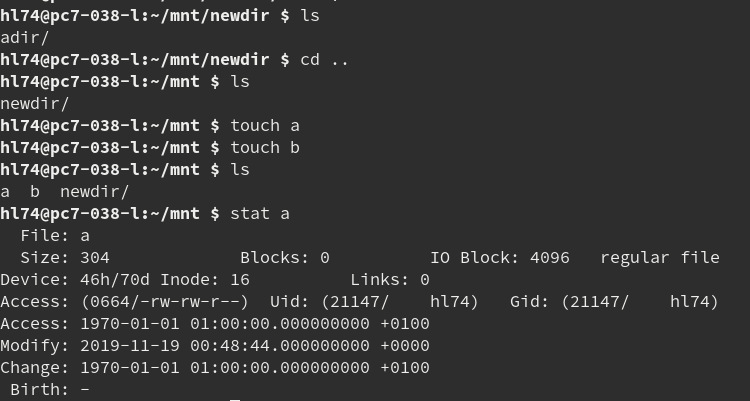 hl74@pc7-038-l:~/mnt/newdir $ ls
adir/
hl74@pc7-038-l:~/mnt/newdir $ cd ..
hl74@pc7-038-l:~/mnt $ ls
newdir/
hl74@pc7-038-l:~/mnt $ touch a
hl74@pc7-038-l:~/mnt $ touch b
hl74@pc7-038-l:~/mnt $ ls
a  b  newdir/
hl74@pc7-038-l:~/mnt $ stat a
  File: a
  Size: 304             Blocks: 0          IO Block: 4096   regular file
Device: 46h/70d Inode: 16          Links: 0
Access: (0664/-rw-rw-r--)  Uid: (21147/    hl74)   Gid: (21147/    hl74)
Access: 1970-01-01 01:00:00.000000000 +0100
Modify: 2019-11-19 00:48:44.000000000 +0000
Change: 1970-01-01 01:00:00.000000000 +0100
 Birth: -